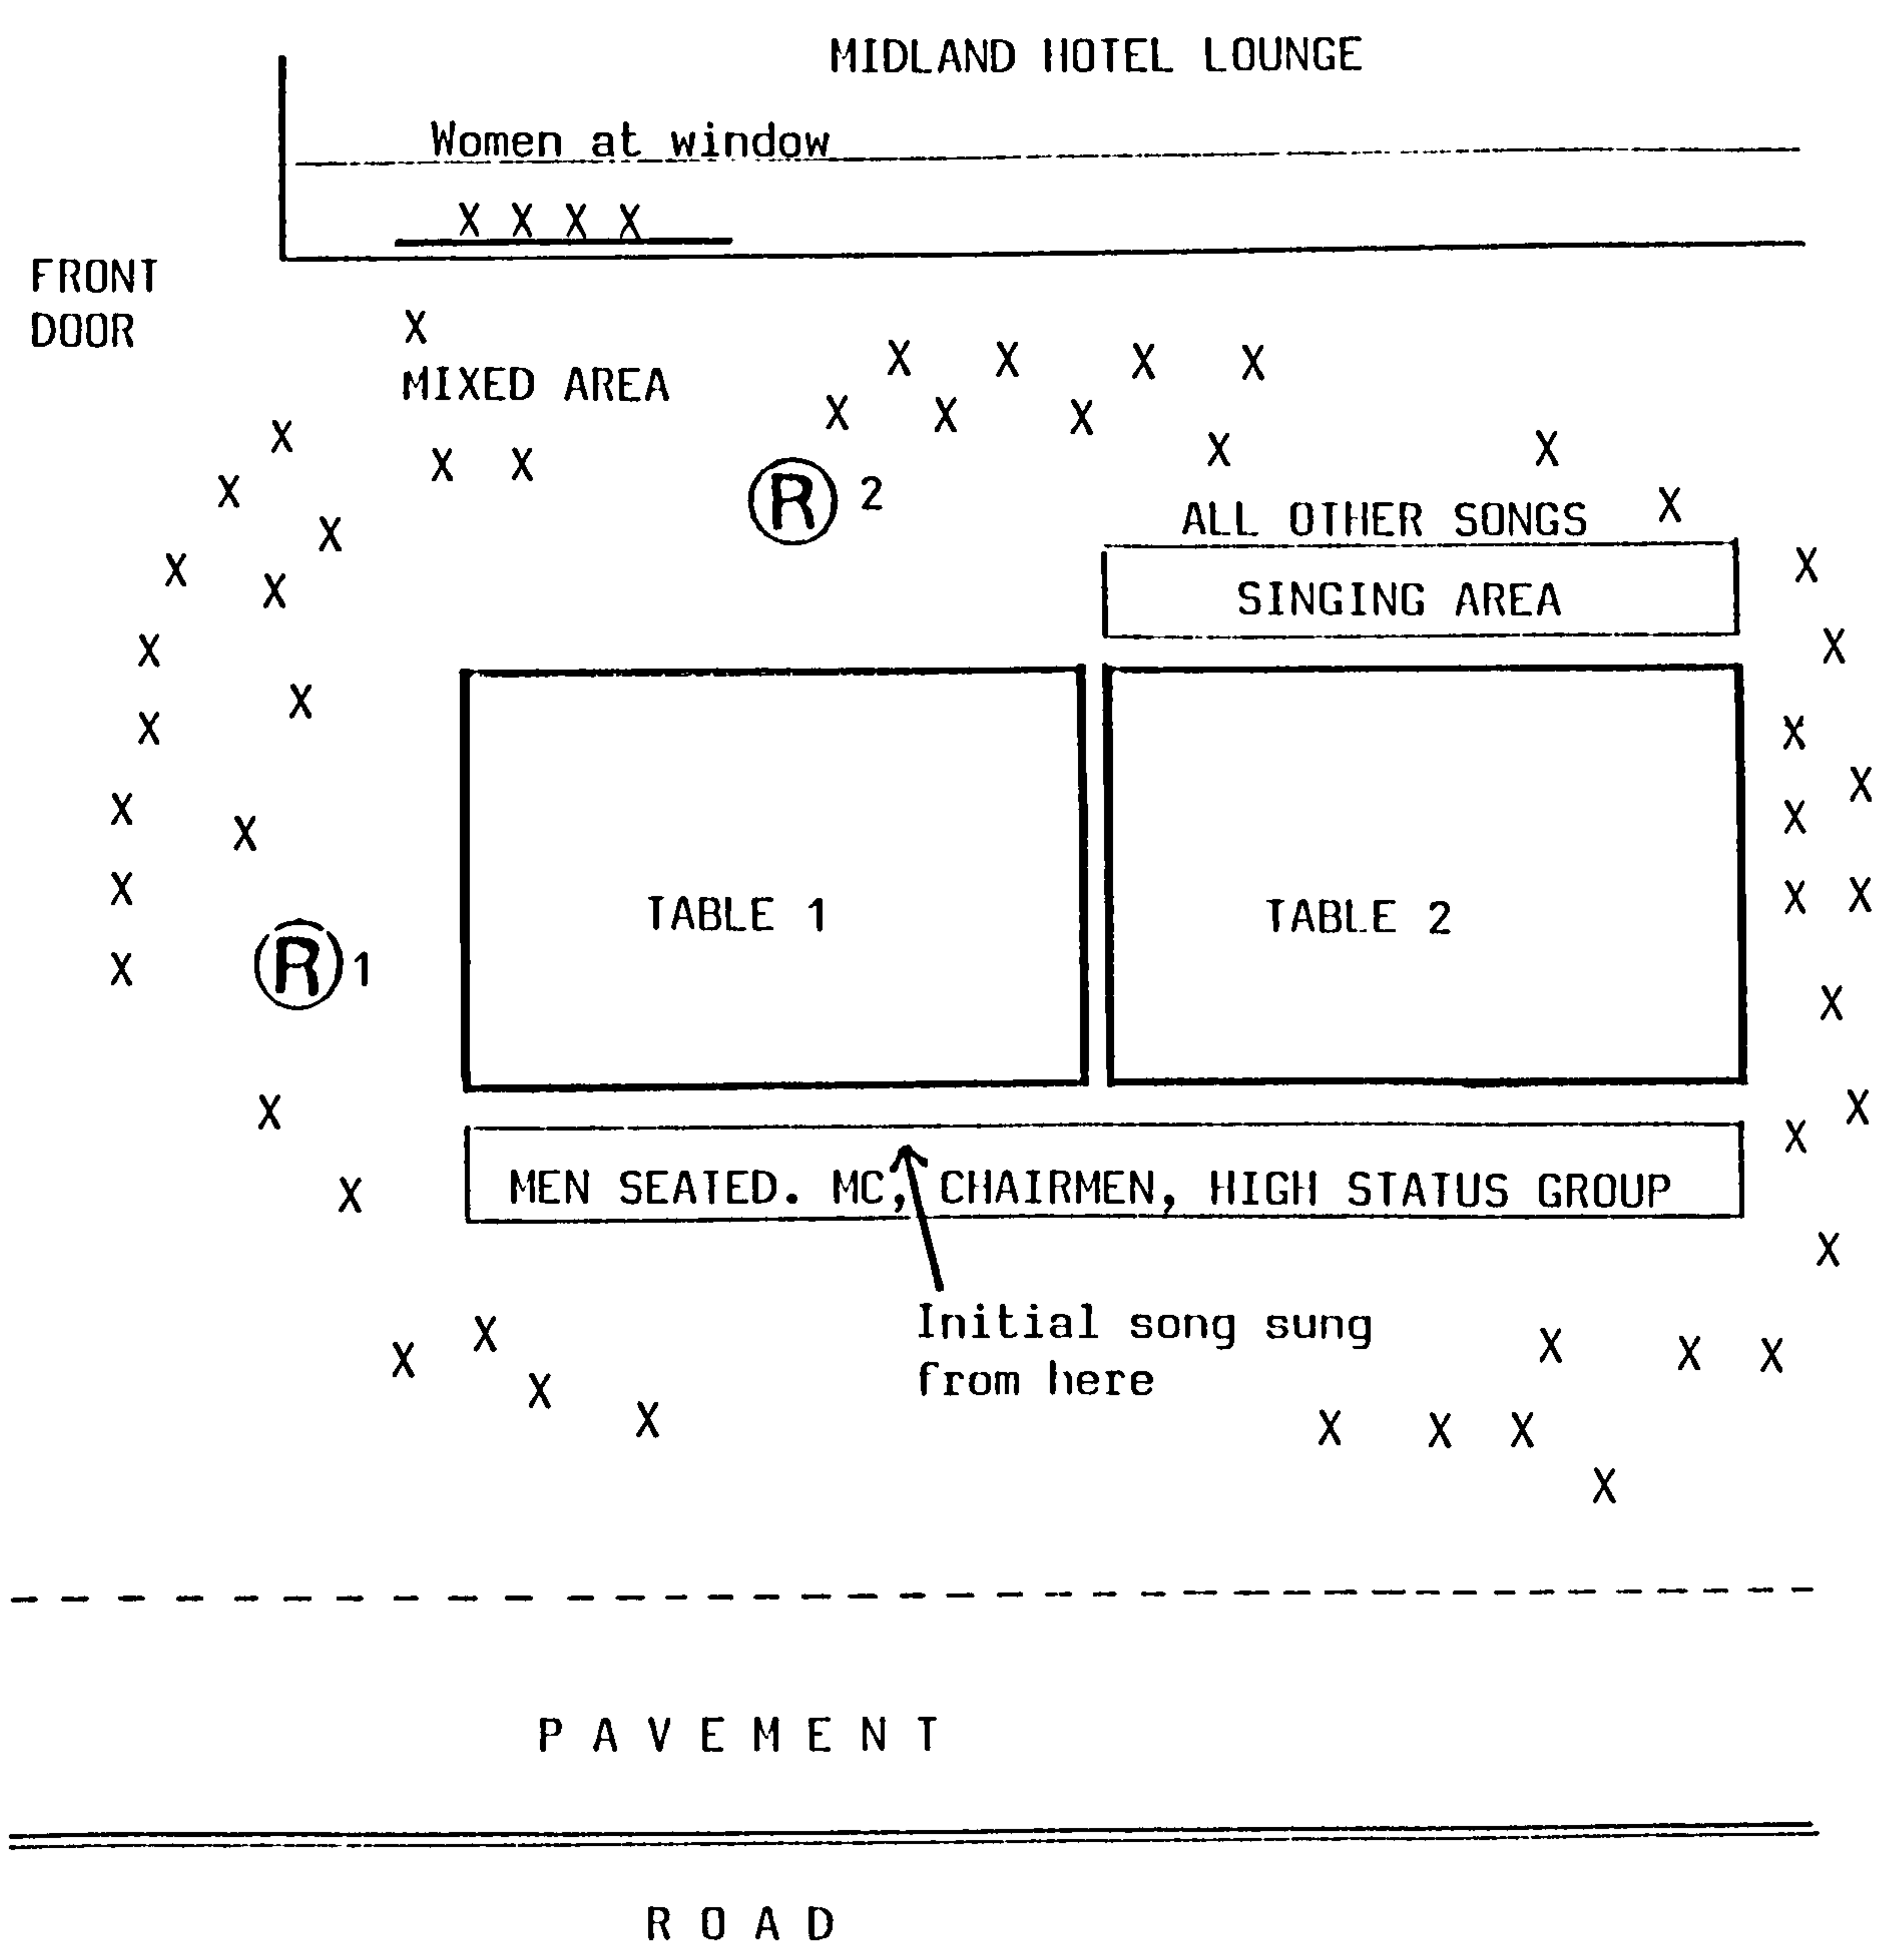 MIDLAND HOTEL LOUNGE
Women at window
X X X X
FRONT
DOOR
X
MIXED AREA
X X X X
X X X
X X X
X X
X X
R 2
X
ALL OTHER SONGS
X
X
X
X
X
SINGING AREA
X
X
X
X
X
X
X
X
X
X
X
X X
TABLE 1
TABLE 2
X
R 1
X
X
X
X
MEN SEATED. MC, CHAIRMEN, HIGH STATUS GROUP
X
X
Initial song sung
from here
X
X
X
X
X X X
X X X
X
PAVEMENT
ROAD